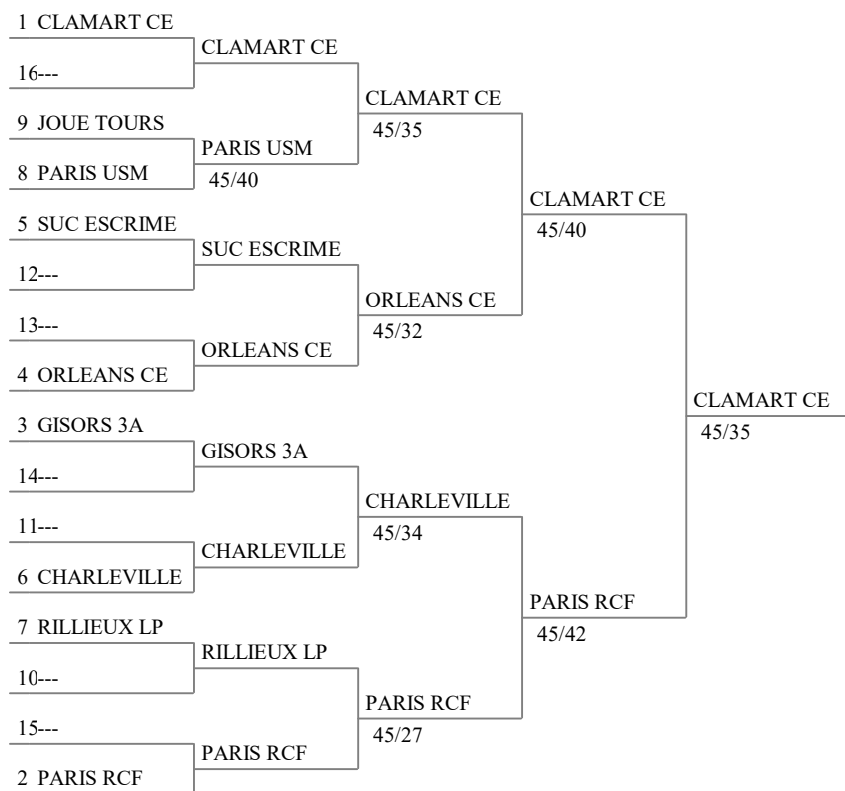 1 CLAMART CE
CLAMART CE
16---
CLAMART CE
45/35
9 JOUE TOURS
PARIS USM
45/40
8 PARIS USM
CLAMART CE
45/40
5 SUC ESCRIME
SUC ESCRIME
12---
ORLEANS CE
45/32
13---
ORLEANS CE
4 ORLEANS CE
CLAMART CE
45/35
3 GISORS 3A
GISORS 3A
14---
CHARLEVILLE
45/34
11---
CHARLEVILLE
6 CHARLEVILLE
PARIS RCF
45/42
7 RILLIEUX LP
RILLIEUX LP
10---
PARIS RCF
45/27
15---
PARIS RCF
2 PARIS RCF